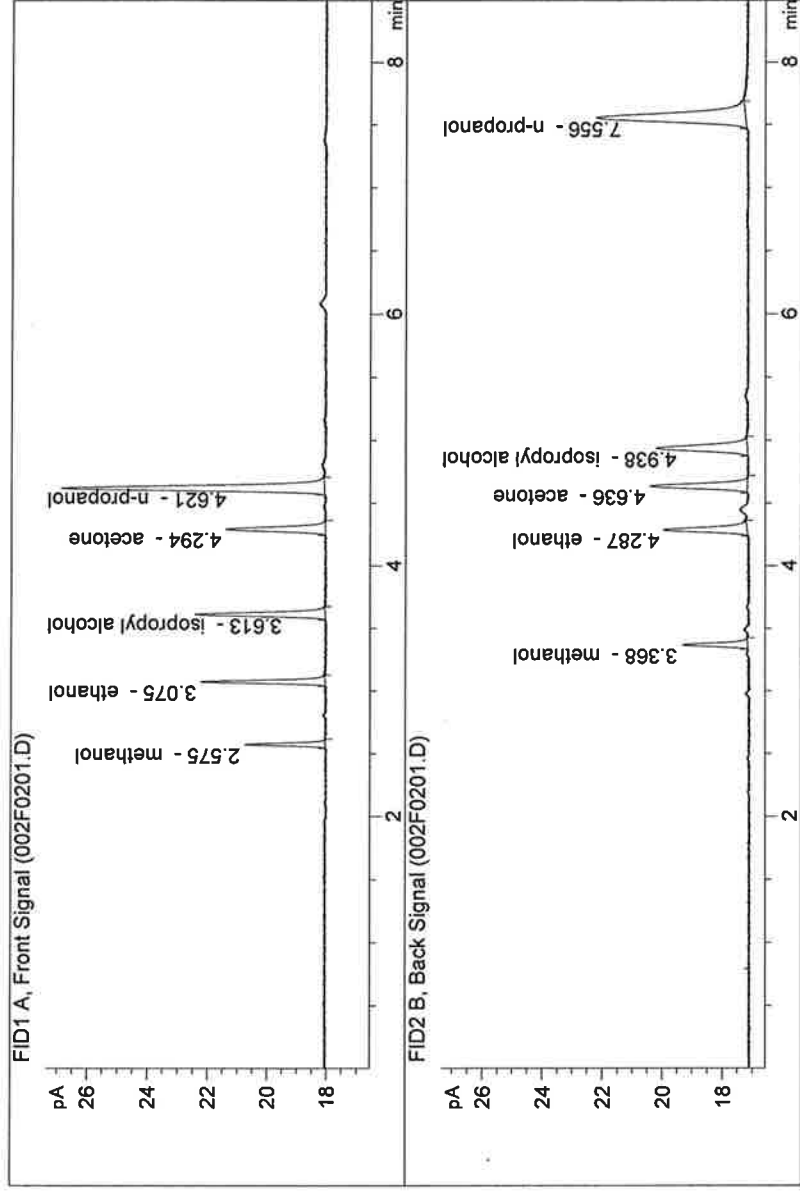 FID1 A, Front Signal (002F0201.D)
pA
26
24
22
20
18
2.575 - methanol
3.075 - ethanol
3.613 - isopropyl alcohol
4.294 - acetone
4.621 - n-propanol
2
4
6
8
min
FID2 B, Back Signal (002F0201.D)
pA
26
24
22
20
18
3.368 - methanol
4.287 - ethanol
4.636 - acetone
4.938 - isopropyl alcohol
7.556 - n-propanol
2
4
6
8
min